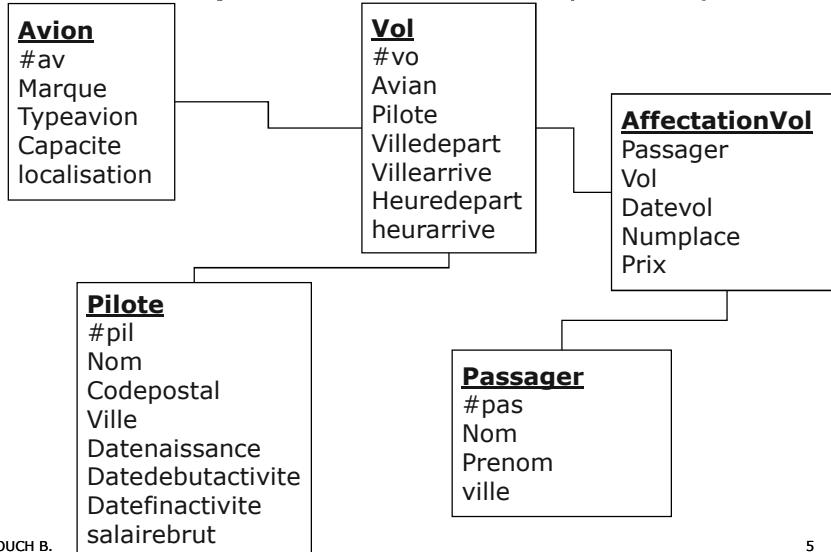 Avion
#av
Marque
Typeavion
Capacite
localisation
Vol
#vo
Avian
Pilote
Villedepart
Villearrive
Heuredepart
heurarrive
AffectationVol
Passager
Vol
Datevol
Numplace
Prix
Pilote
#pil
Nom
Codepostal
Ville
Datenaissance
Datedebutactivite
Datefinactivite
salairebrut
Passager
#pas
Nom
Prenom
ville
OUCH B.
5